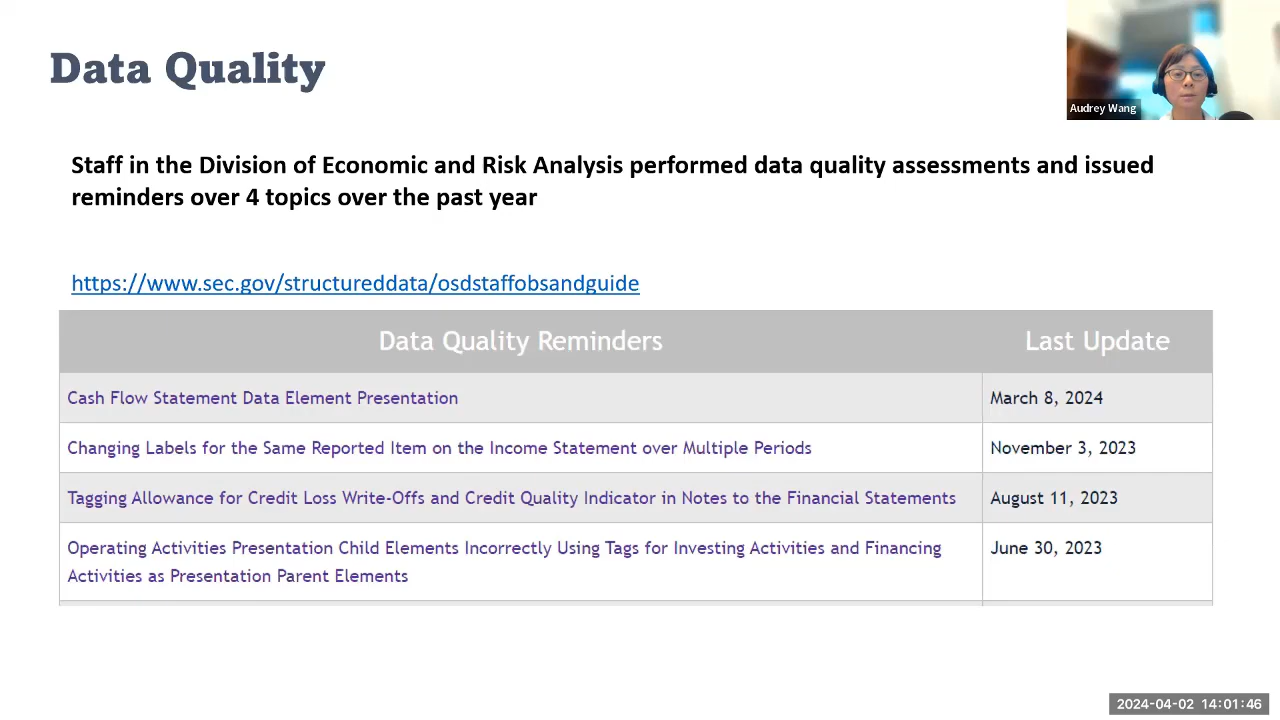 Data Quality
Audrey Wang
Staff in the Division of Economic and Risk Analysis performed data quality assessments and issued
reminders over 4 topics over the past year
https://www.sec.gov/structureddata/osdstaffobsandguide
Data Quality Reminders
Last Update
Cash Flow Statement Data Element Presentation
March 8, 2024
Changing Labels for the Same Reported Item on the Income Statement over Multiple Periods
November 3, 2023
Tagging Allowance for Credit Loss Write-Offs and Credit Quality Indicator in Notes to the Financial Statements
August 11, 2023
Operating Activities Presentation Child Elements Incorrectly Using Tags for Investing Activities and Financing
Activities as Presentation Parent Elements
June 30, 2023
2024-04-02 14:01:46